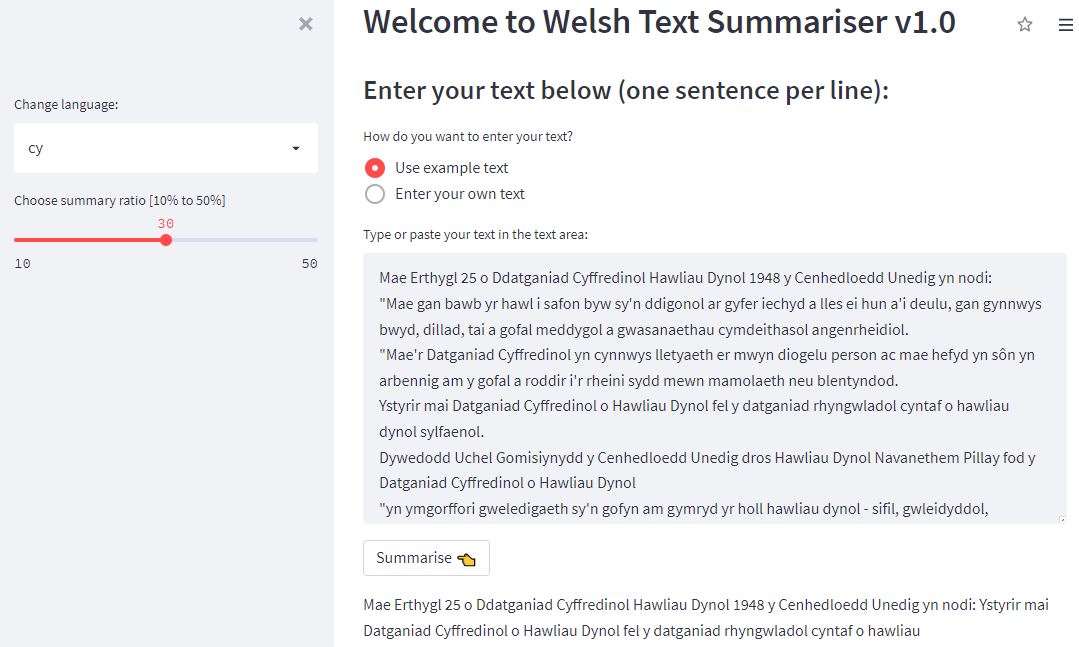 Change language:
cy
Choose summary ratio [10% to 50%]
30
10 50
Welcome to Welsh Text Summariser v1.0
Enter your text below (one sentence per line):
How do you want to enter your text?
Use example text
Enter your own text
Type or paste your text in the text area:
Mae Erthygl 25 o Ddatganiad Cyffredinol Hawliau Dynol 1948 y Cenhedloedd Unedig yn nodi:
"Mae gan bawb yr hawl i safon byw sy'n ddigonol ar gyfer iechyd a lles ei hun a'i deulu, gan gynnwys
bwyd, dillad, tai a gofal meddygol a gwasanaethau cymdeithasol angenrheidiol.
"Mae'r Datganiad Cyffredinol yn cynnwys lletyaeth er mwyn diogelu person ac mae hefyd yn sôn yn
arbennig am y gofal a roddir i'r rheini sydd mewn mamolaeth neu blentyndod.
Ystyrir mai Datganiad Cyffredinol o Hawliau Dynol fel y datganiad rhyngwladol cyntaf o hawliau
dynol sylfaenol.
Dywedodd Uchel Gomisiynydd y Cenhedloedd Unedig dros Hawliau Dynol Navanethem Pillay fod y
Datganiad Cyffredinol o Hawliau Dynol
"yn ymgorffori gweledigaeth sy'n gofyn am gymryd yr holl hawliau dynol - sifil, gwleidyddol,
Summarise
Mae Erthygl 25 o Ddatganiad Cyffredinol Hawliau Dynol 1948 y Cenhedloedd Unedig yn nodi: Ystyrir mai
Datganiad Cyffredinol o Hawliau Dynol fel y datganiad rhyngwladol cyntaf o hawliau